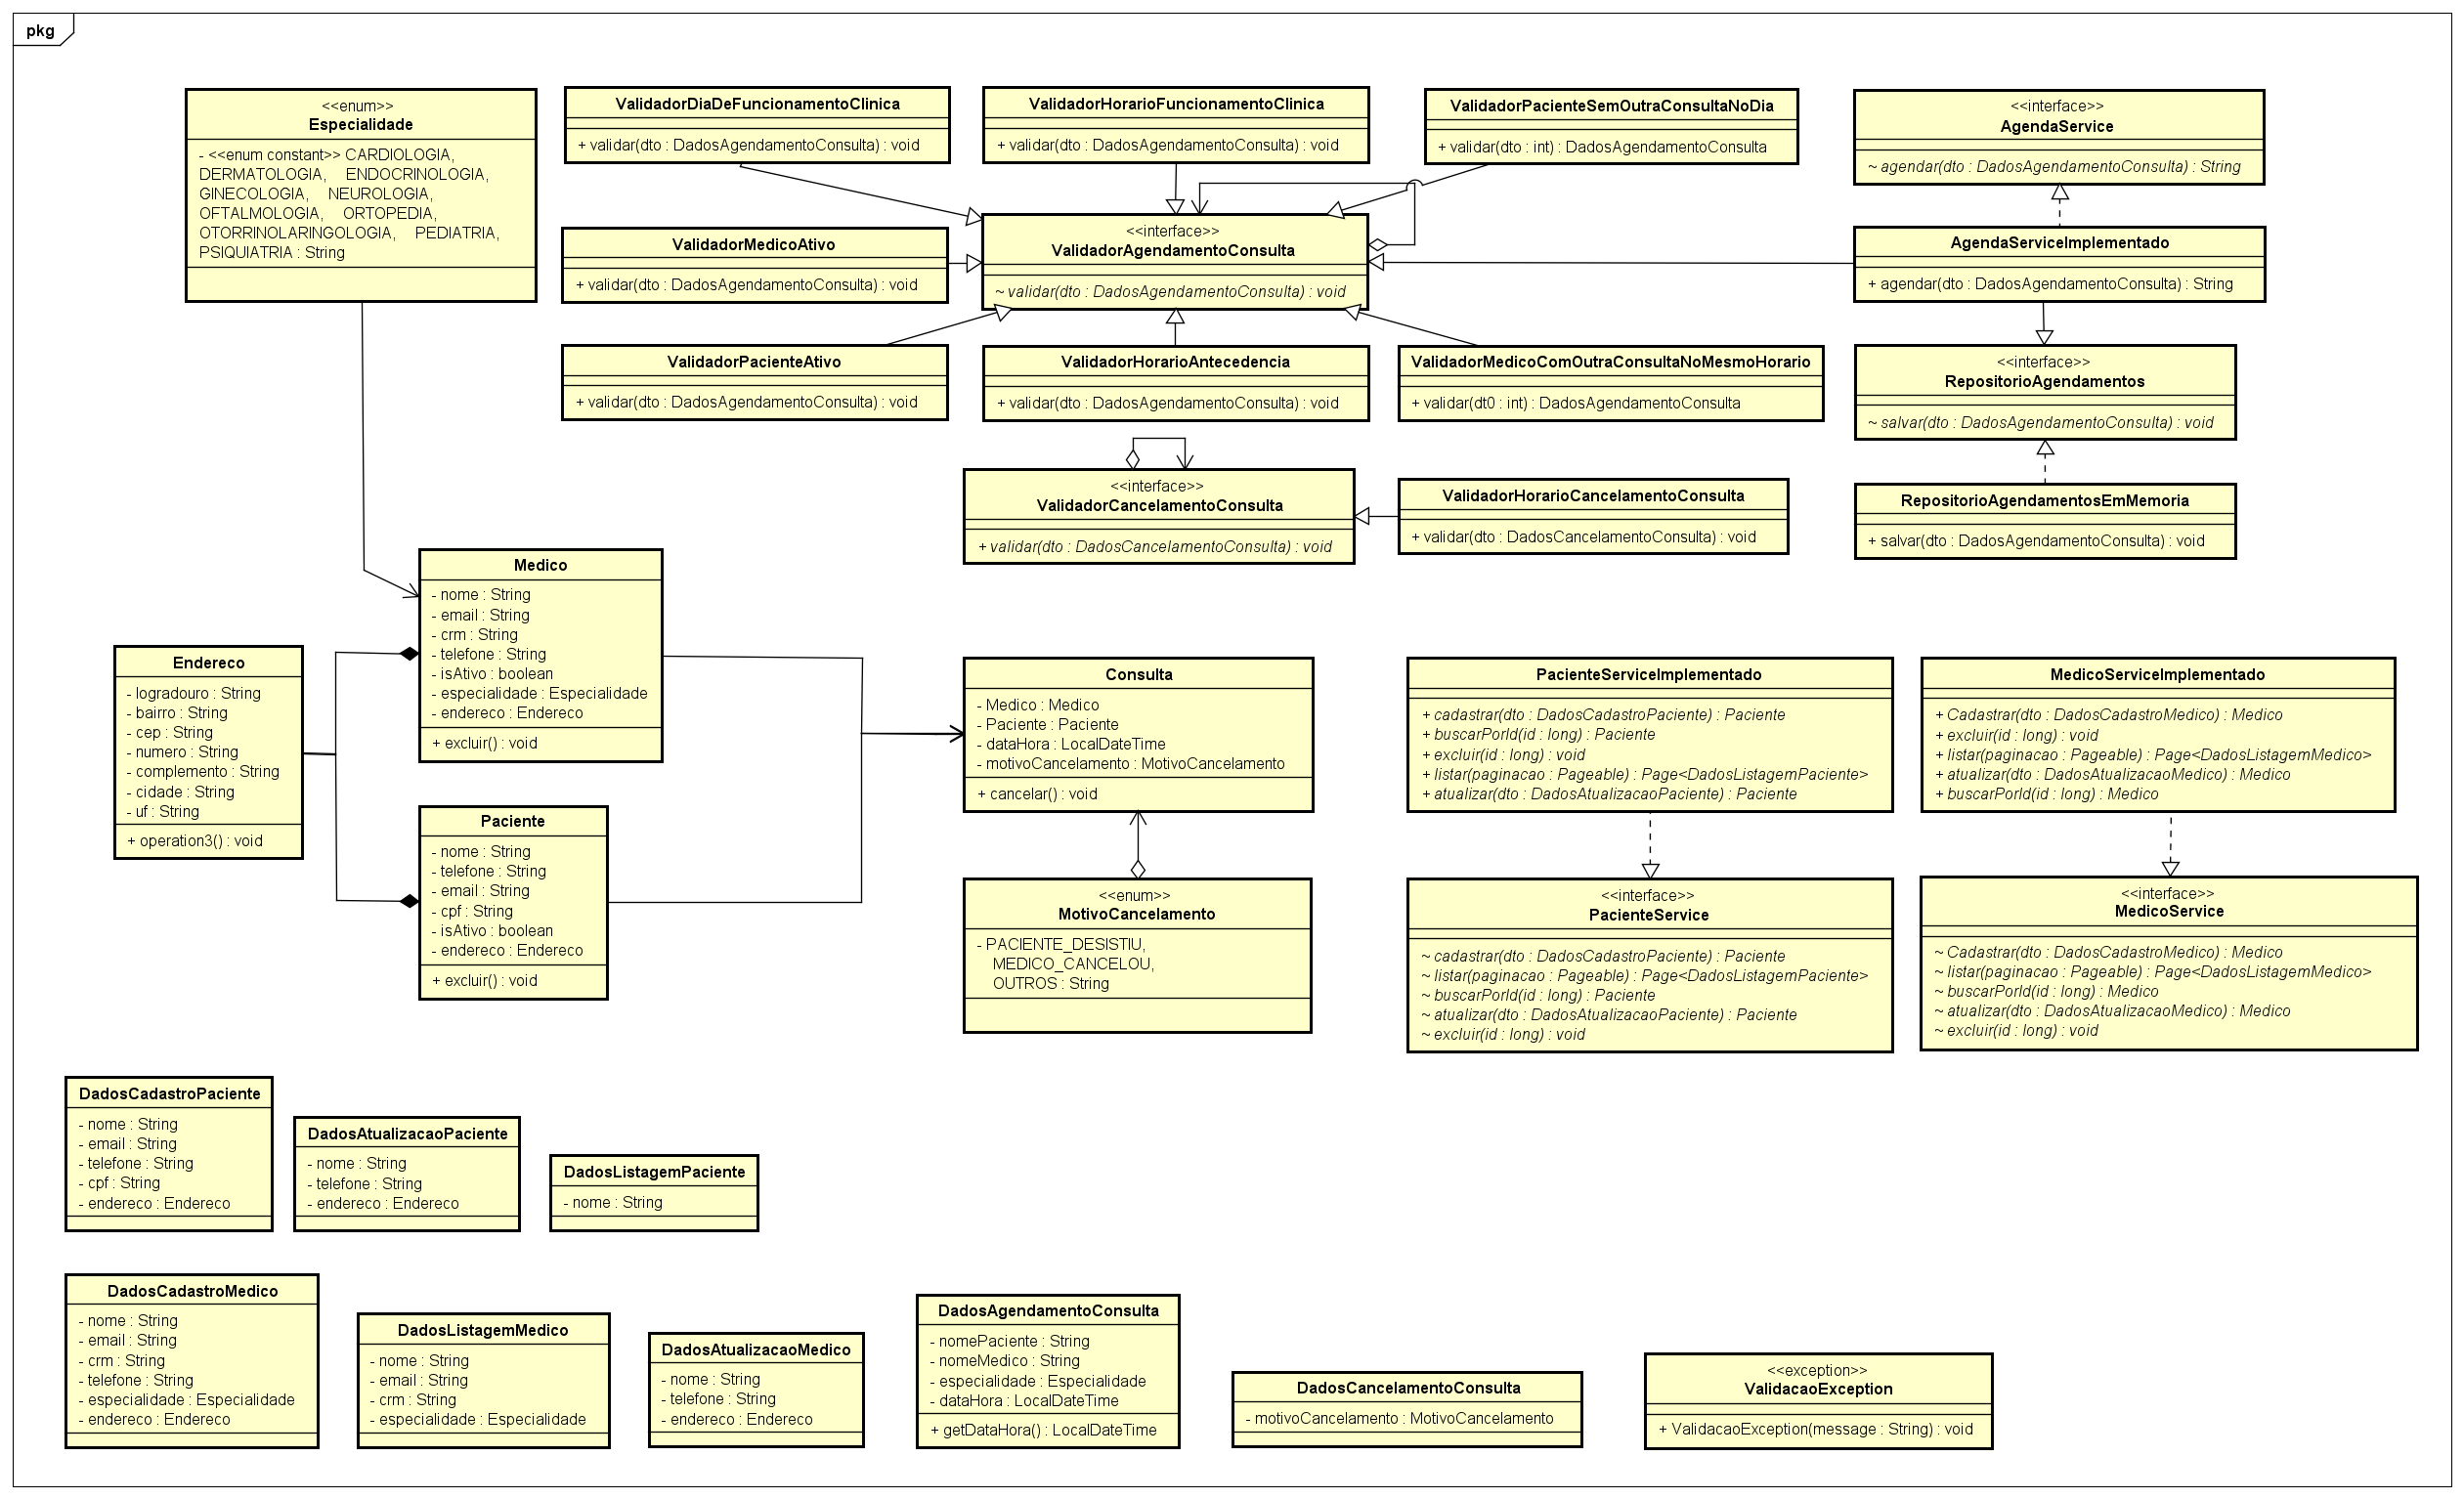 pkg
<<enum>>
Especialidade
- <<enum constant>> CARDIOLOGIA,
DERMATOLOGIA, ENDOCRINOLOGIA,
GINECOLOGIA, NEUROLOGIA,
OFTALMOLOGIA, ORTOPEDIA,
OTORRINOLARINGOLOGIA, PEDIATRIA,
PSIQUIATRIA : String
ValidadorDiaDeFuncionamentoClinica
+ validar(dto : DadosAgendamentoConsulta) : void
ValidadorHorarioFuncionamentoClinica
+ validar(dto : DadosAgendamentoConsulta) : void
ValidadorPacienteSemOutraConsultaNoDia
+ validar(dto : int) : DadosAgendamentoConsulta
<<interface>>
AgendaService
~ agendar(dto : DadosAgendamentoConsulta) : String
ValidadorMedicoAtivo
+ validar(dto : DadosAgendamentoConsulta) : void
<<interface>>
ValidadorAgendamentoConsulta
~ validar(dto : DadosAgendamentoConsulta) : void
AgendaServiceImplementado
+ agendar(dto : DadosAgendamentoConsulta) : String
ValidadorPacienteAtivo
+ validar(dto : DadosAgendamentoConsulta) : void
ValidadorHorarioAntecedencia
+ validar(dto : DadosAgendamentoConsulta) : void
ValidadorMedicoComOutraConsultaNoMesmoHorario
+ validar(dt0 : int) : DadosAgendamentoConsulta
<<interface>>
RepositorioAgendamentos
~ salvar(dto : DadosAgendamentoConsulta) : void
<<interface>>
ValidadorCancelamentoConsulta
+ validar(dto : DadosCancelamentoConsulta) : void
ValidadorHorarioCancelamentoConsulta
+ validar(dto : DadosCancelamentoConsulta) : void
RepositorioAgendamentosEmMemoria
+ salvar(dto : DadosAgendamentoConsulta) : void
Medico
- nome : String
- email : String
- crm : String
- telefone : String
- isAtivo : boolean
- especialidade : Especialidade
- endereco : Endereco
+ excluir() : void
Endereco
- logradouro : String
- bairro : String
- cep : String
- numero : String
- complemento : String
- cidade : String
- uf : String
+ operation3() : void
Paciente
- nome : String
- telefone : String
- email : String
- cpf : String
- isAtivo : boolean
- endereco : Endereco
+ excluir() : void
Consulta
- Medico : Medico
- Paciente : Paciente
- dataHora : LocalDateTime
- motivoCancelamento : MotivoCancelamento
+ cancelar() : void
<<enum>>
MotivoCancelamento
- PACIENTE_DESISTIU,
MEDICO_CANCELOU,
OUTROS : String
PacienteServiceImplementado
+ cadastrar(dto : DadosCadastroPaciente) : Paciente
+ buscarPorId(id : long) : Paciente
+ excluir(id : long) : void
+ listar(paginacao : Pageable) : Page<DadosListagemPaciente>
+ atualizar(dto : DadosAtualizacaoPaciente) : Paciente
MedicoServiceImplementado
+ Cadastrar(dto : DadosCadastroMedico) : Medico
+ excluir(id : long) : void
+ listar(paginacao : Pageable) : Page<DadosListagemMedico>
+ atualizar(dto : DadosAtualizacaoMedico) : Medico
+ buscarPorId(id : long) : Medico
<<interface>>
PacienteService
~ cadastrar(dto : DadosCadastroPaciente) : Paciente
~ listar(paginacao : Pageable) : Page<DadosListagemPaciente>
~ buscarPorId(id : long) : Paciente
~ atualizar(dto : DadosAtualizacaoPaciente) : Paciente
~ excluir(id : long) : void
<<interface>>
MedicoService
~ Cadastrar(dto : DadosCadastroMedico) : Medico
~ listar(paginacao : Pageable) : Page<DadosListagemMedico>
~ buscarPorId(id : long) : Medico
~ atualizar(dto : DadosAtualizacaoMedico) : Medico
~ excluir(id : long) : void
DadosCadastroPaciente
- nome : String
- email : String
- telefone : String
- cpf : String
- endereco : Endereco
DadosAtualizacaoPaciente
- nome : String
- telefone : String
- endereco : Endereco
DadosListagemPaciente
- nome : String
DadosCadastroMedico
- nome : String
- email : String
- crm : String
- telefone : String
- especialidade : Especialidade
- endereco : Endereco
DadosListagemMedico
- nome : String
- email : String
- crm : String
- especialidade : Especialidade
DadosAtualizacaoMedico
- nome : String
- telefone : String
- endereco : Endereco
DadosAgendamentoConsulta
- nomePaciente : String
- nomeMedico : String
- especialidade : Especialidade
- dataHora : LocalDateTime
+ getDataHora() : LocalDateTime
DadosCancelamentoConsulta
- motivoCancelamento : MotivoCancelamento
<<exception>>
ValidacaoException
+ ValidacaoException(message : String) : void